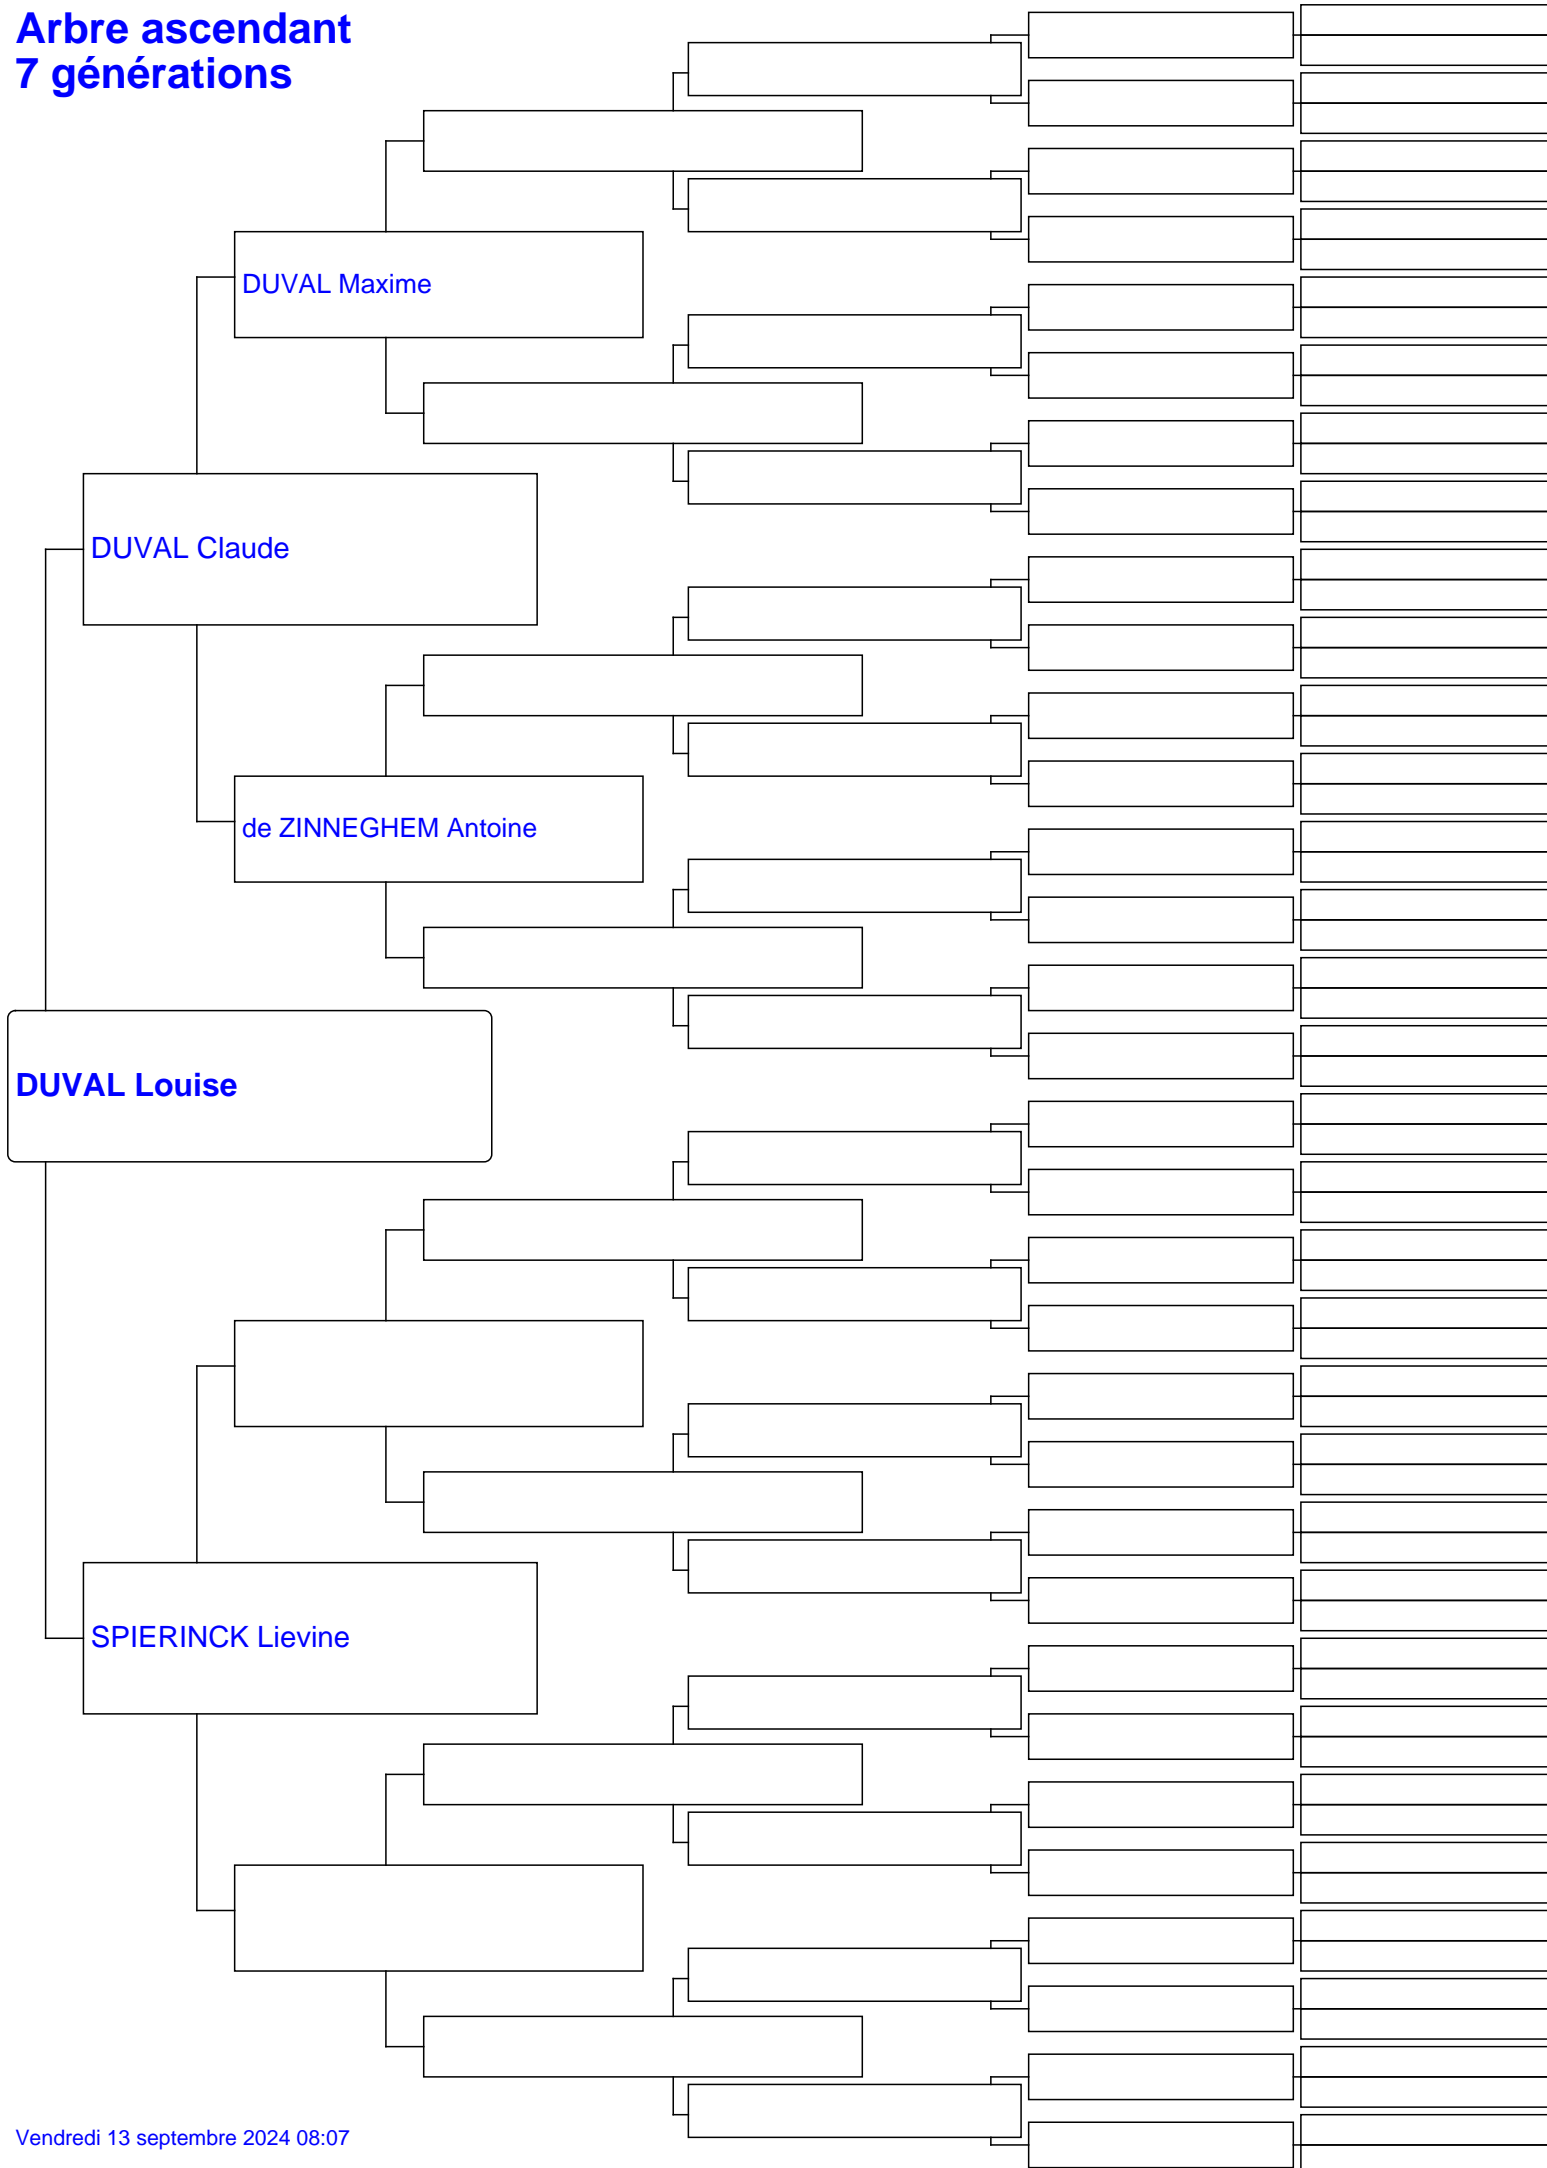 Arbre ascendant
7 générations
DUVAL Maxime
DUVAL Claude
de ZINNEGHEM Antoine
DUVAL Louise
SPIERINCK Lievine
Vendredi 13 septembre 2024 08:07